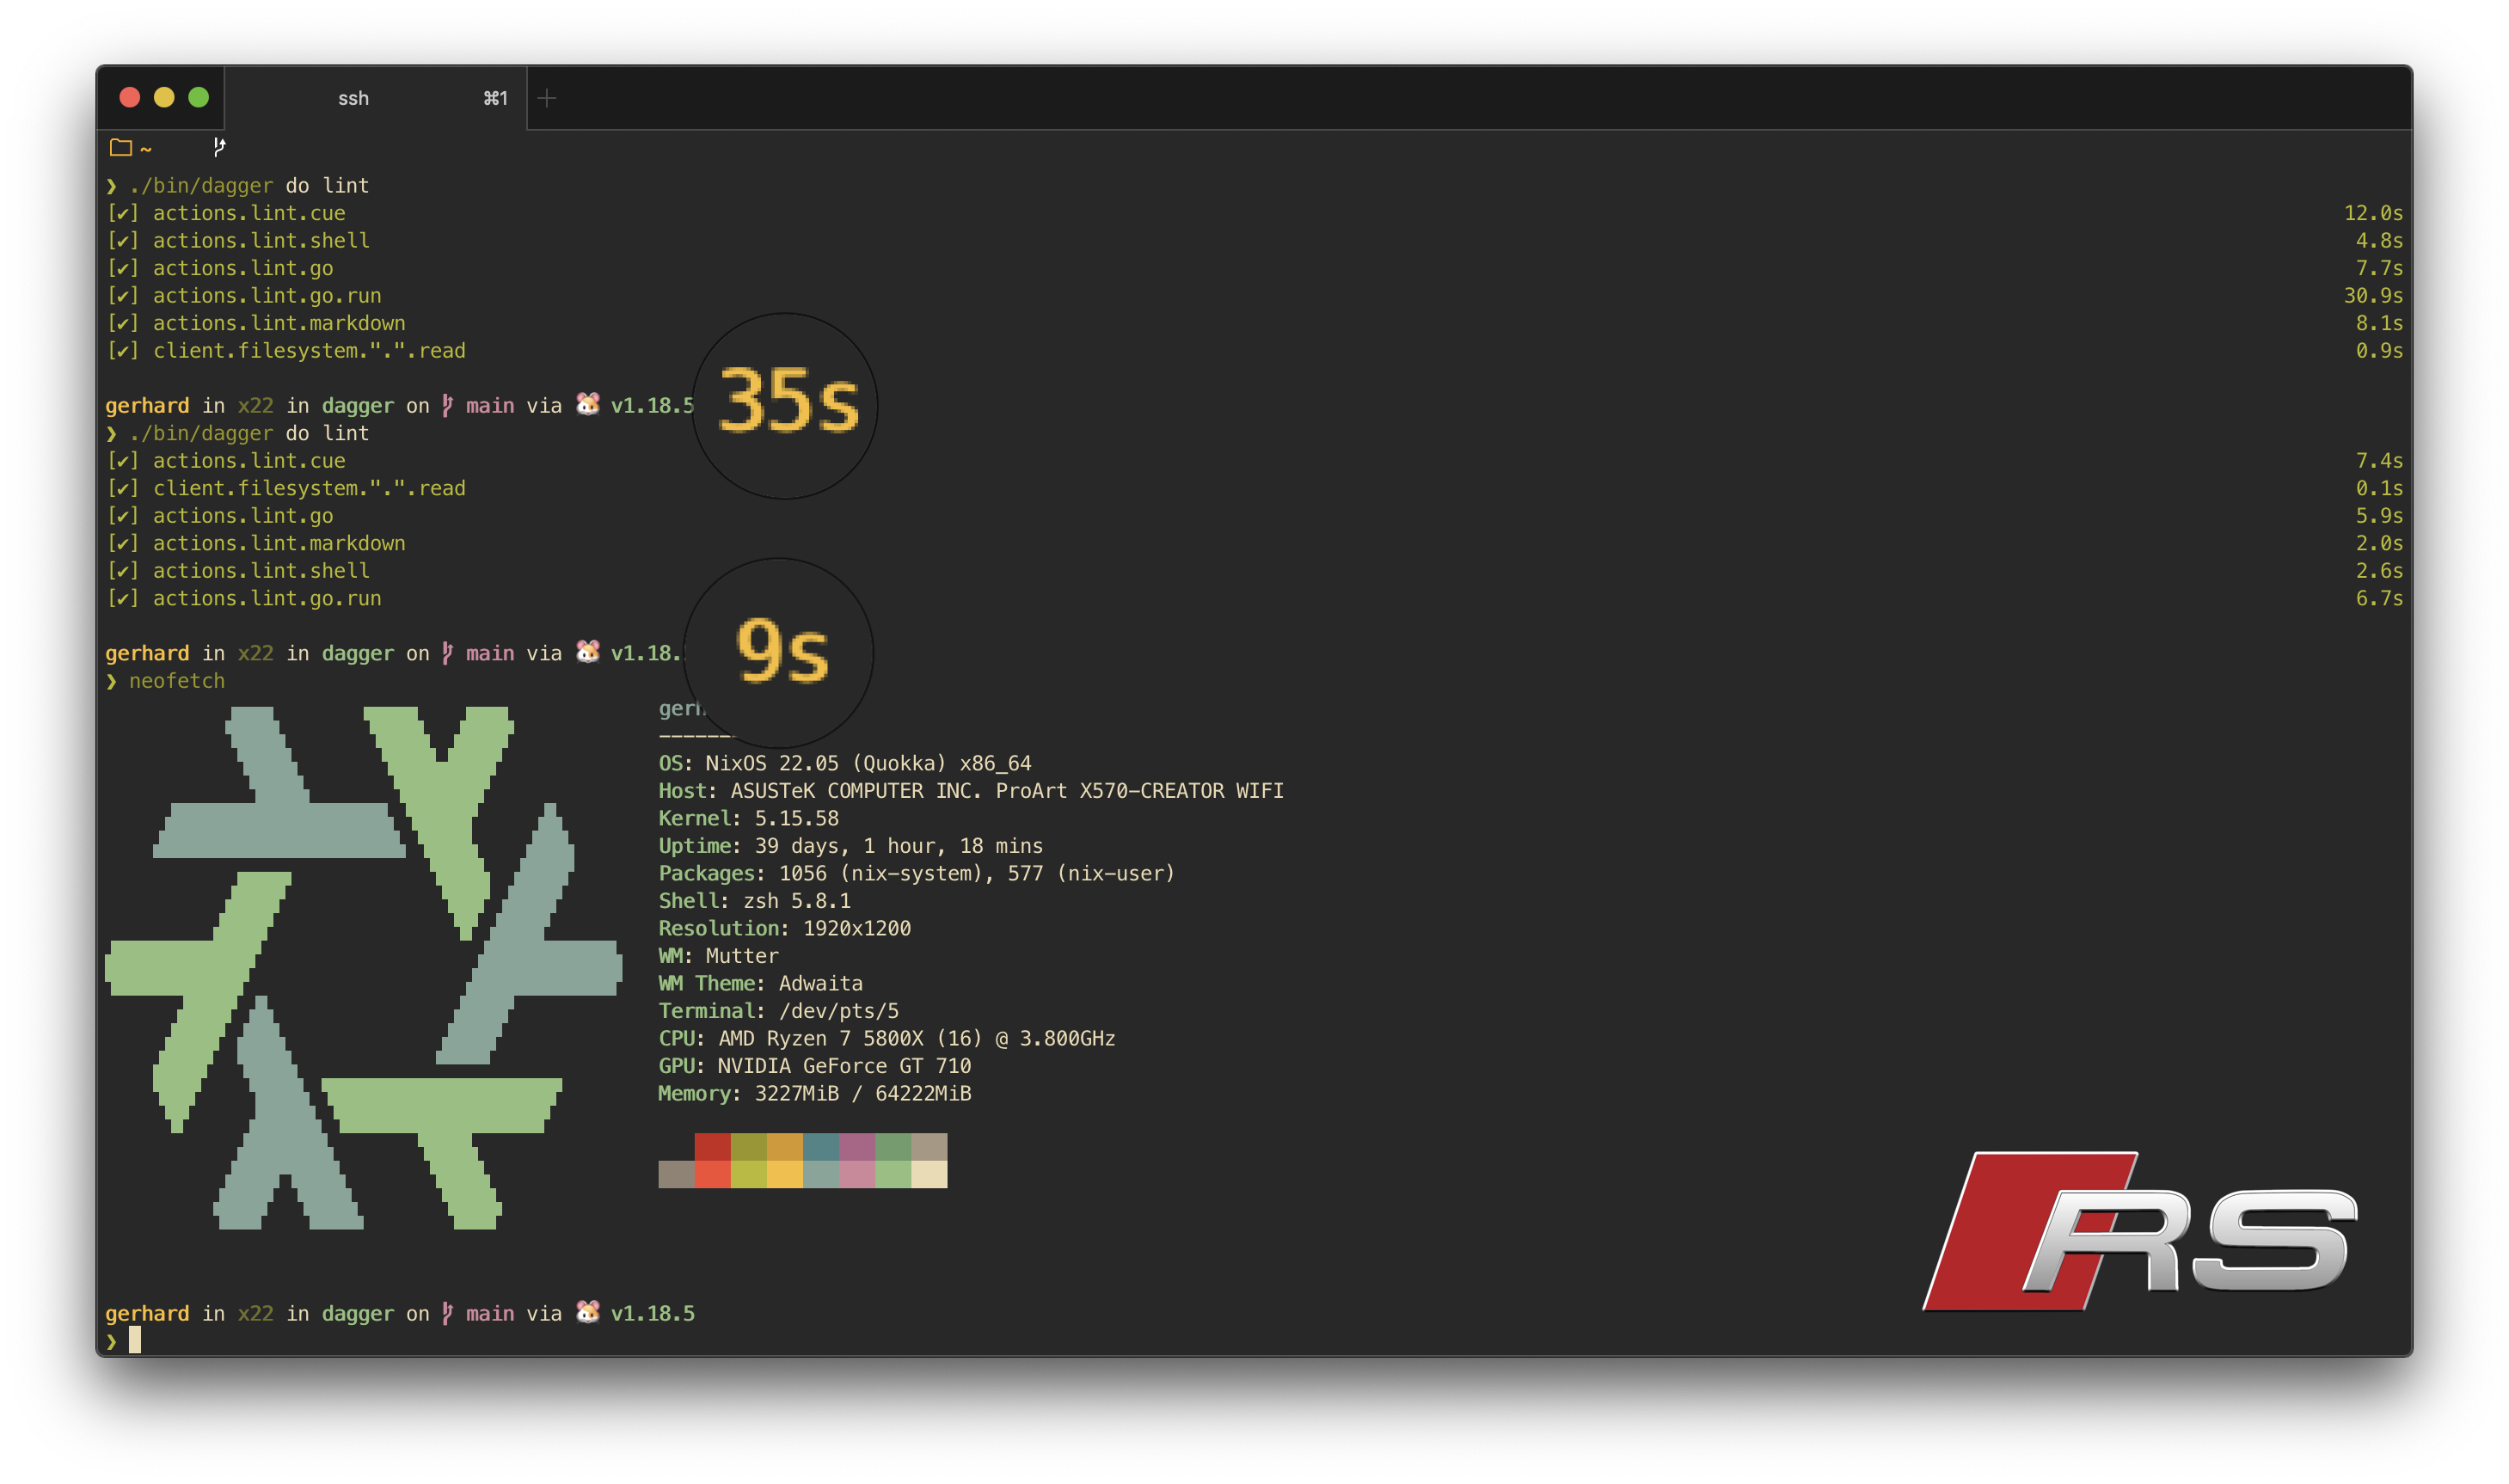 ssh ⌘1 +
~
❯ ./bin/dagger do lint
[✔] actions.lint.cue 12.0s
[✔] actions.lint.shell 4.8s
[✔] actions.lint.go 7.7s
[✔] actions.lint.go.run 30.9s
[✔] actions.lint.markdown 8.1s
[✔] client.filesystem.".".read 0.9s
gerhard in x22 in dagger on main via 🐹 v1.18.5 35s
❯ ./bin/dagger do lint
[✔] actions.lint.cue 7.4s
[✔] client.filesystem.".".read 0.1s
[✔] actions.lint.go 5.9s
[✔] actions.lint.markdown 2.0s
[✔] actions.lint.shell 2.6s
[✔] actions.lint.go.run 6.7s
gerhard in x22 in dagger on main via 🐹 v1.18. 9s
❯ neofetch
-------
OS: NixOS 22.05 (Quokka) x86_64
Host: ASUSTeK COMPUTER INC. ProArt X570-CREATOR WIFI
Kernel: 5.15.58
Uptime: 39 days, 1 hour, 18 mins
Packages: 1056 (nix-system), 577 (nix-user)
Shell: zsh 5.8.1
Resolution: 1920x1200
WM: Mutter
WM Theme: Adwaita
Terminal: /dev/pts/5
CPU: AMD Ryzen 7 5800X (16) @ 3.800GHz
GPU: NVIDIA GeForce GT 710
Memory: 3227MiB / 64222MiB
RS
gerhard in x22 in dagger on main via 🐹 v1.18.5
❯